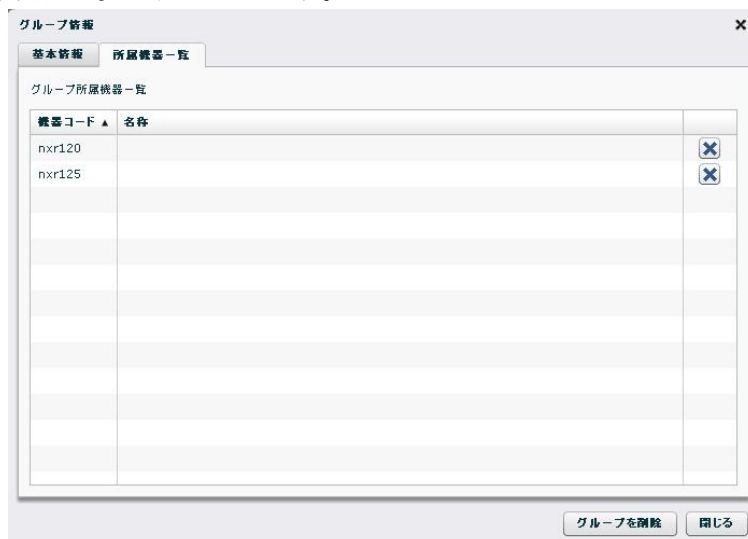 グループ情報
基本情報 所属機器一覧
グループ所属機器一覧
機器コード ▲ 名称
nxr120
nxr125
グループを削除 閉じる